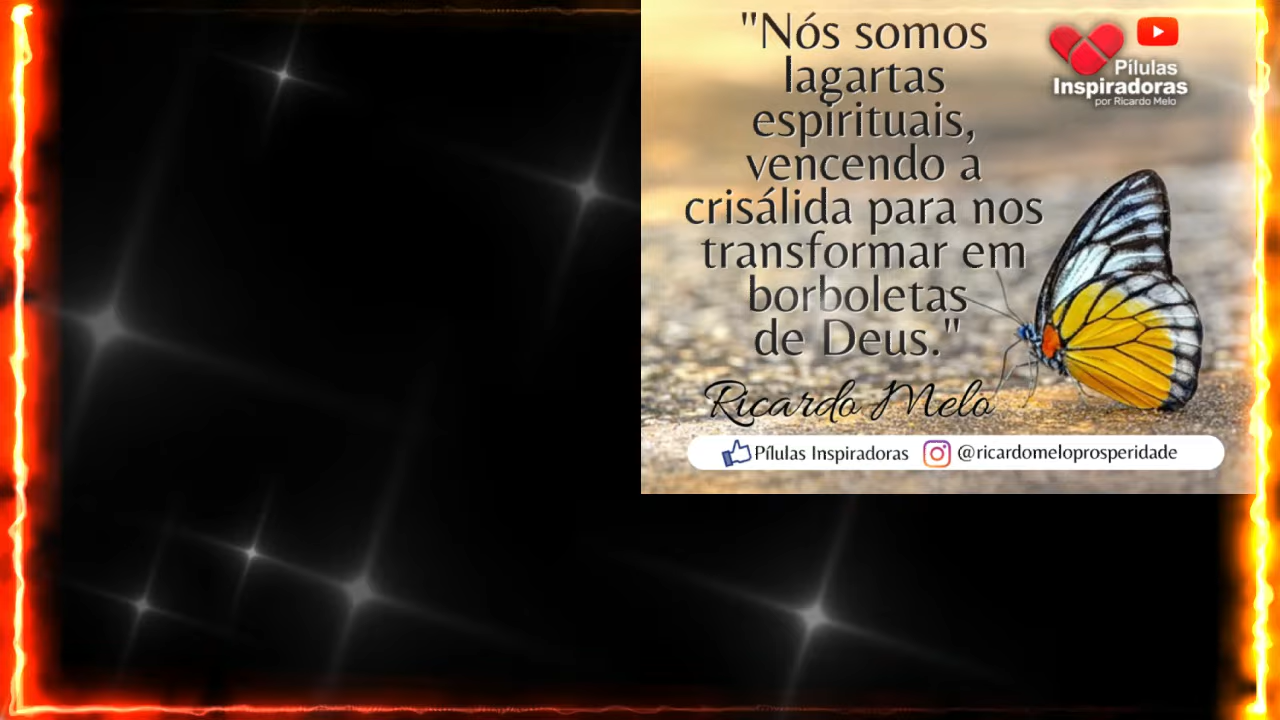 "Nós somos
lagartas
espirituais,
vencendo a
crisálida para nos
transformar em
borboletas
de Deus."
Ricardo Melo
Pílulas
Inspiradoras
por Ricardo Melo
Pílulas Inspiradoras @ricardomeloprosperidade